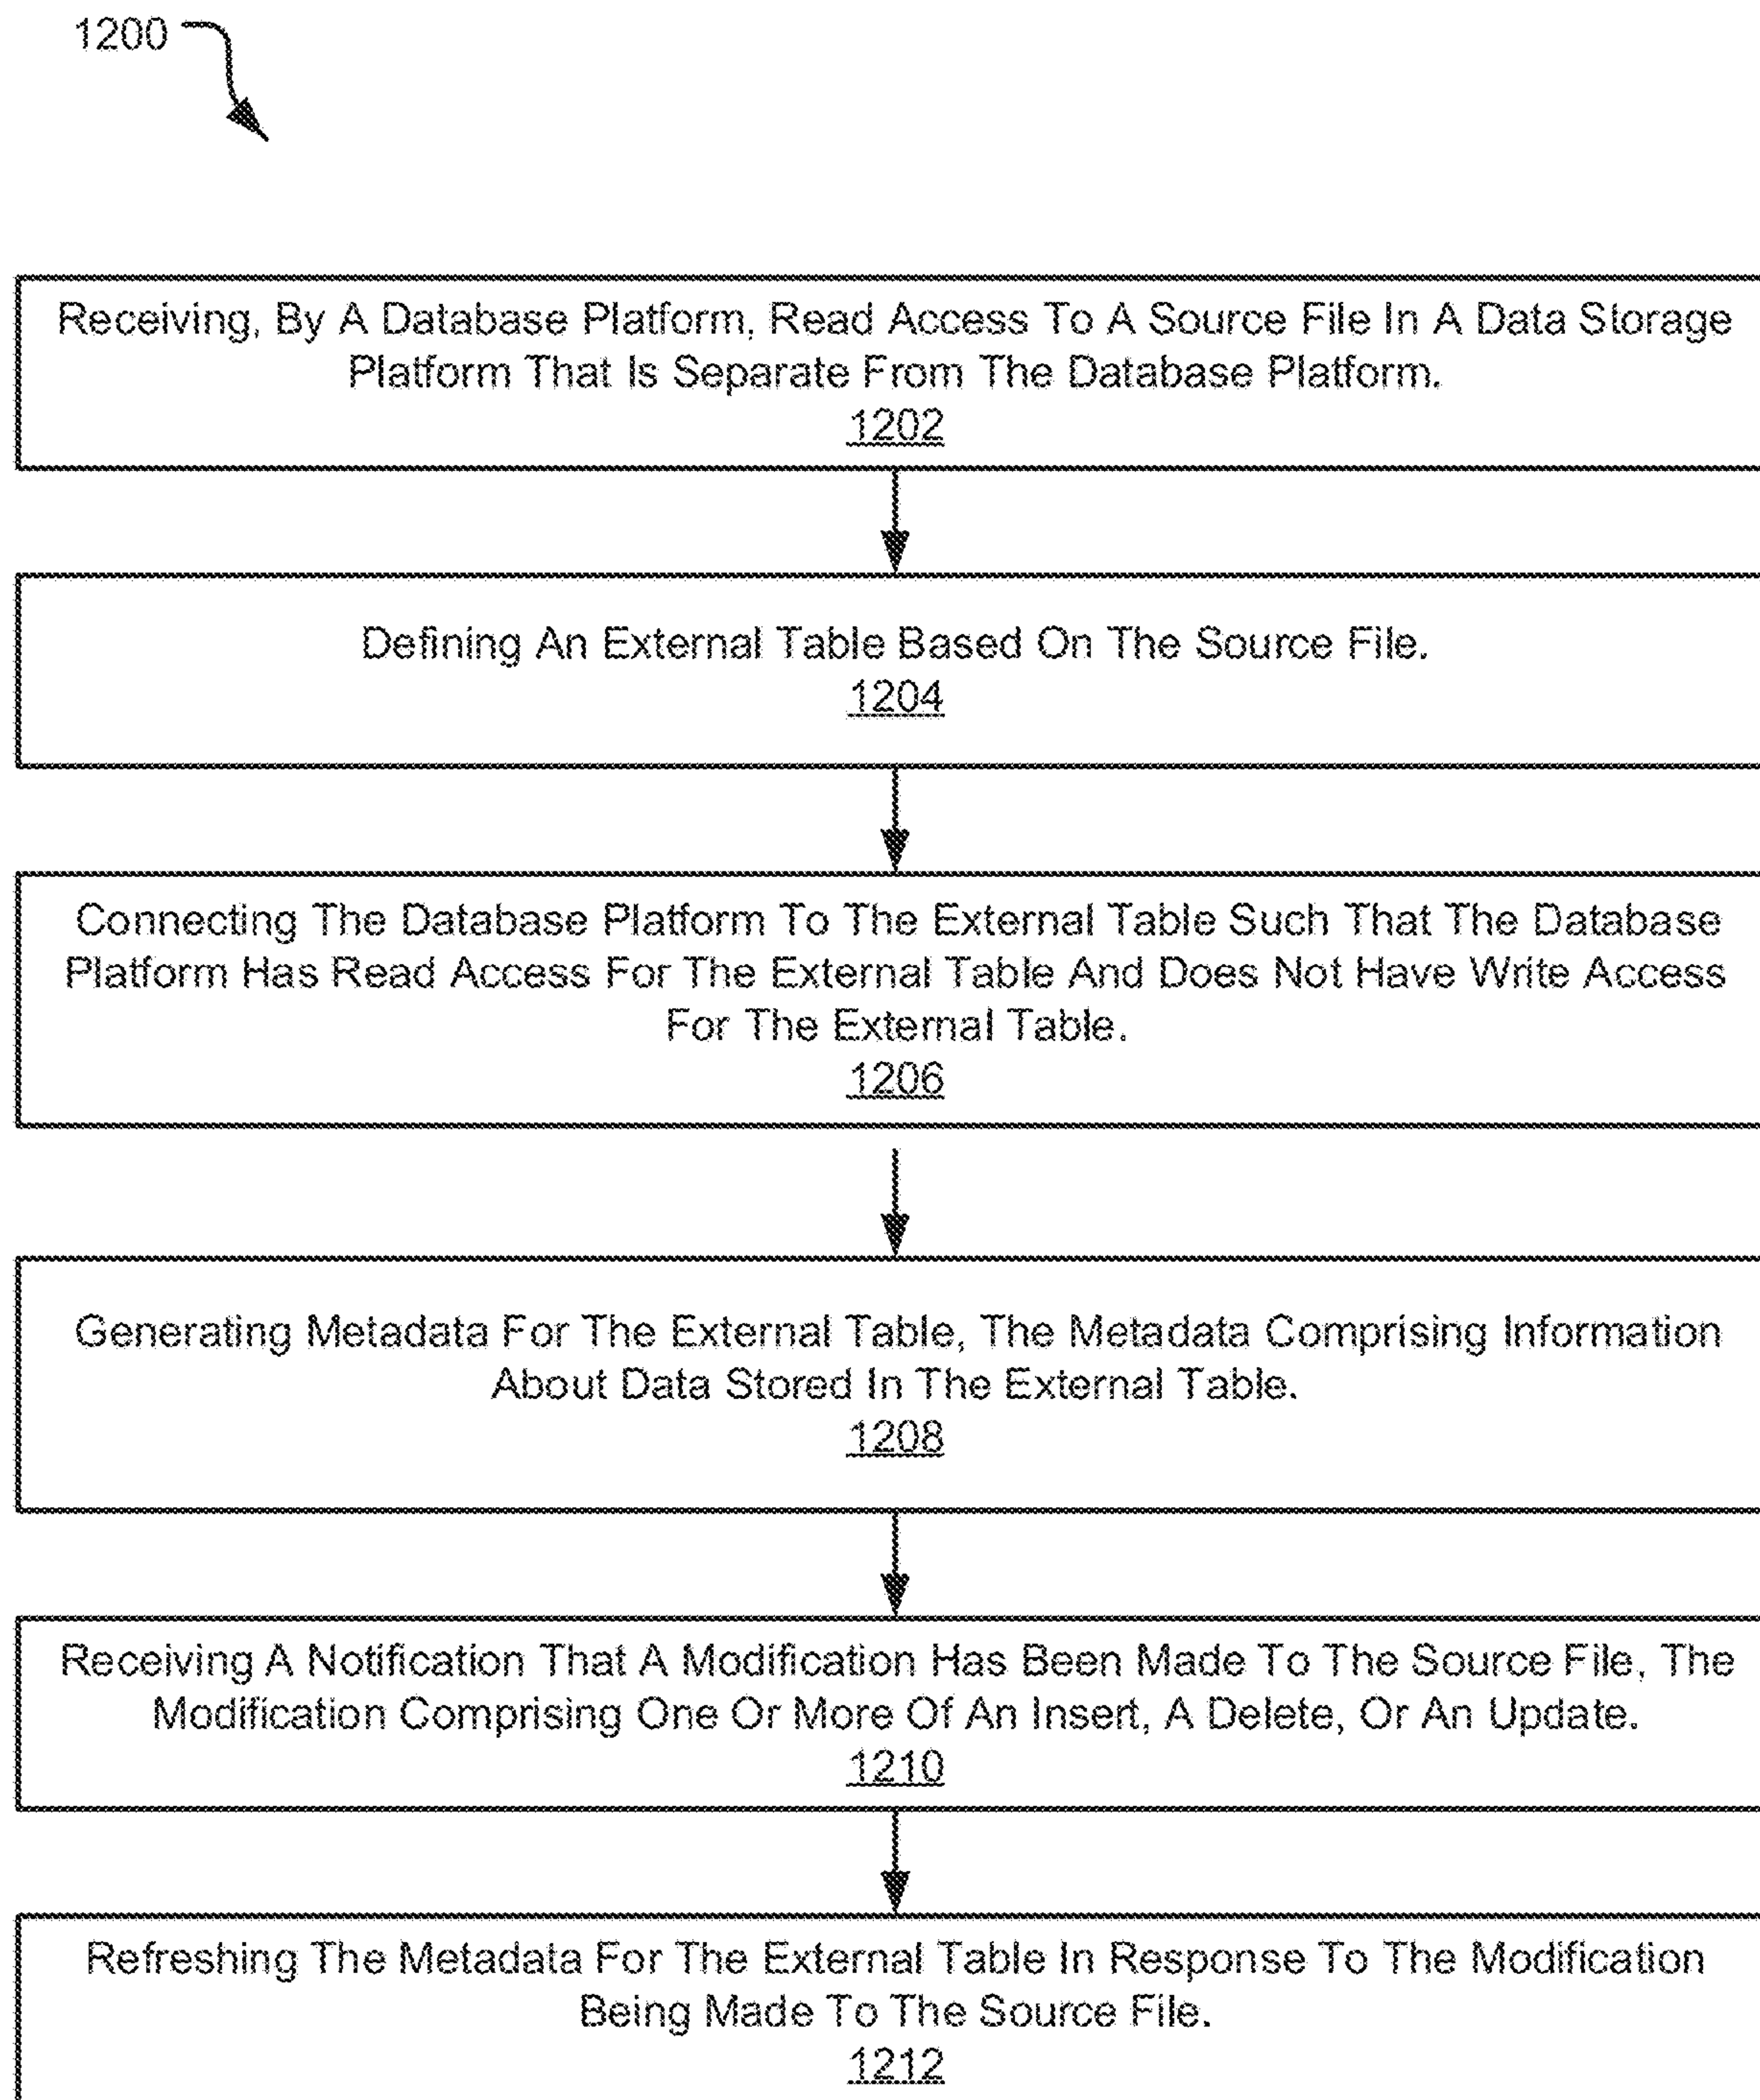 1200
Receiving, By A Database Platform, Read Access To A Source File In A Data Storage
Platform That Is Separate From The Database Platform.
1202
Defining An External Table Based On The Source File.
1204
Connecting The Database Platform To The External Table Such That The Database
Platform Has Read Access For The External Table And Does Not Have Write Access
For The External Table.
1206
Generating Metadata For The External Table, The Metadata Comprising Information
About Data Stored In The External Table.
1208
Receiving A Notification That A Modification Has Been Made To The Source File, The
Modification Comprising One Or More Of An Insert, A Delete, Or An Update.
1210
Refreshing The Metadata For The External Table In Response To The Modification
Being Made To The Source File.
1212